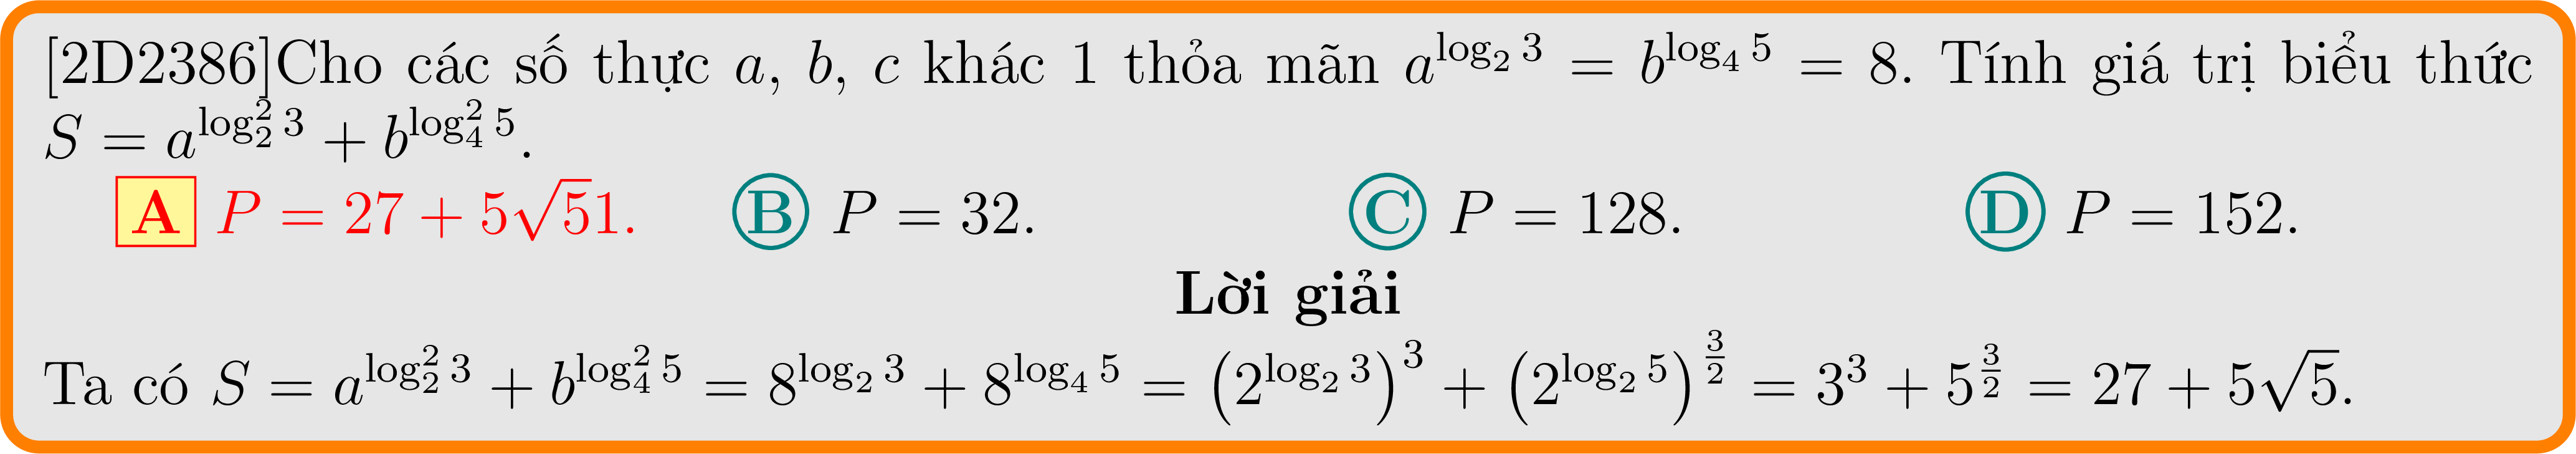 [2D2386]Cho các số thực $a$, $b$, $c$ khác 1 thỏa mãn $a^{\log_2 3} = b^{\log_4 5} = 8$. Tính giá trị biểu thức
$S = a^{\log_2^2 3} + b^{\log_4^2 5}$.
A $P = 27 + 5\sqrt{5}1$. B $P = 32$. C $P = 128$. D $P = 152$.
Lời giải
Ta có $S = a^{\log_2^2 3} + b^{\log_4^2 5} = 8^{\log_2 3} + 8^{\log_4 5} = \left(2^{\log_2 3}\right)^3 + \left(2^{\log_2 5}\right)^{\frac{3}{2}} = 3^3 + 5^{\frac{3}{2}} = 27 + 5\sqrt{5}$.